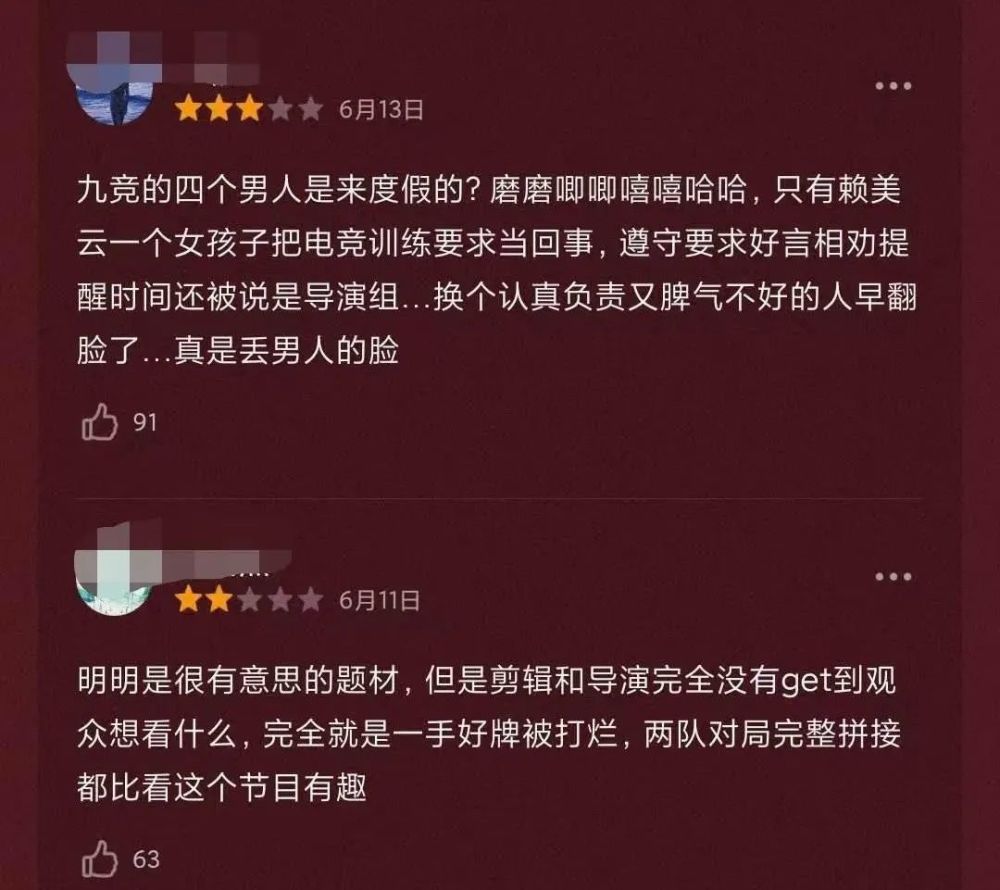 6月13日
九竞的四个男人是来度假的?磨磨唧唧嘻嘻哈哈,只有赖美
云一个女孩子把电竞训练要求当回事,遵守要求好言相劝提
醒时间还被说是导演组...换个认真负责又脾气不好的人早翻
脸了...真是丢男人的脸
91
6月11日
明明是很有意思的题材,但是剪辑和导演完全没有get到观
众想看什么,完全就是一手好牌被打烂,两队对局完整拼接
都比看这个节目有趣
63